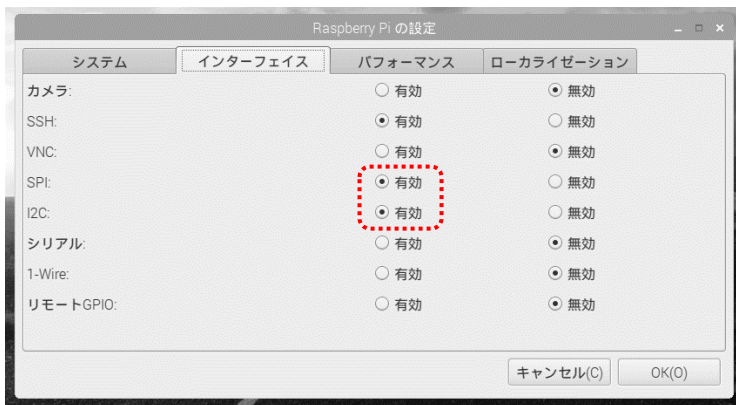 Raspberry Pi の設定
システム インターフェイス パフォーマンス ローカライゼーション
カメラ: 有効 無効
SSH: 有効 無効
VNC: 有効 無効
SPI: 有効 無効
I2C: 有効 無効
シリアル: 有効 無効
1-Wire: 有効 無効
リモートGPIO: 有効 無効
キャンセル(C) OK(O)